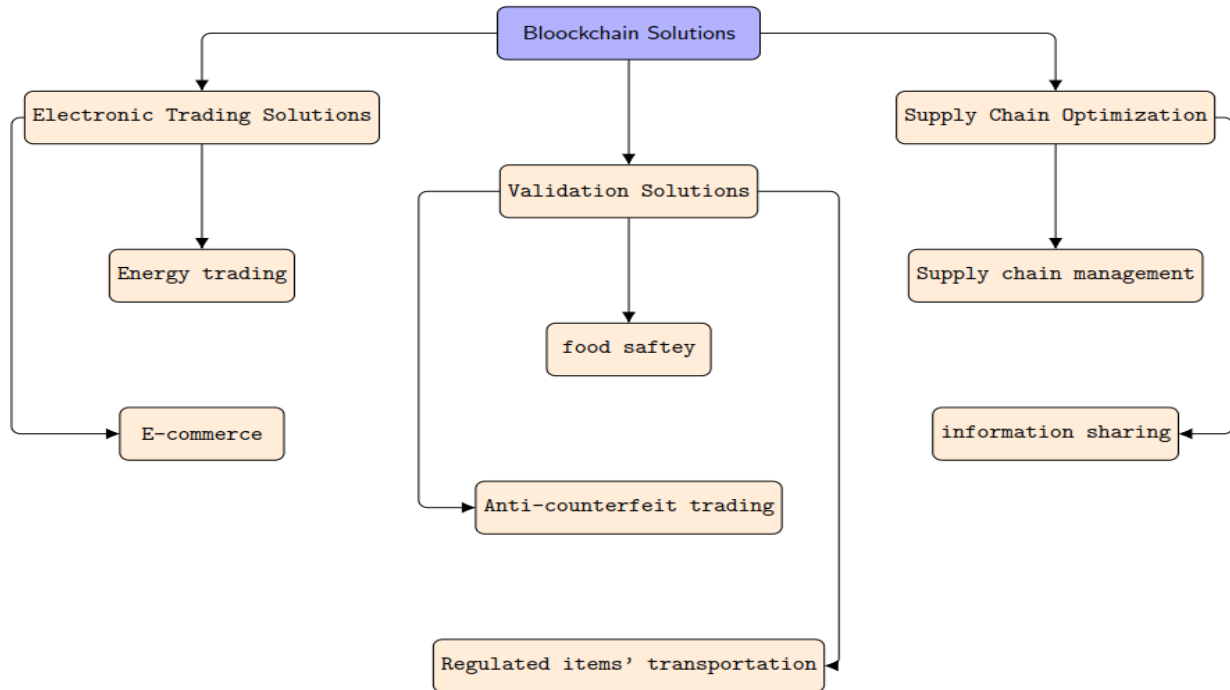 Bloockchain Solutions
Electronic Trading Solutions
Supply Chain Optimization
Validation Solutions
Energy trading
Supply chain management
food saftey
E-commerce
information sharing
Anti-counterfeit trading
Regulated items' transportation